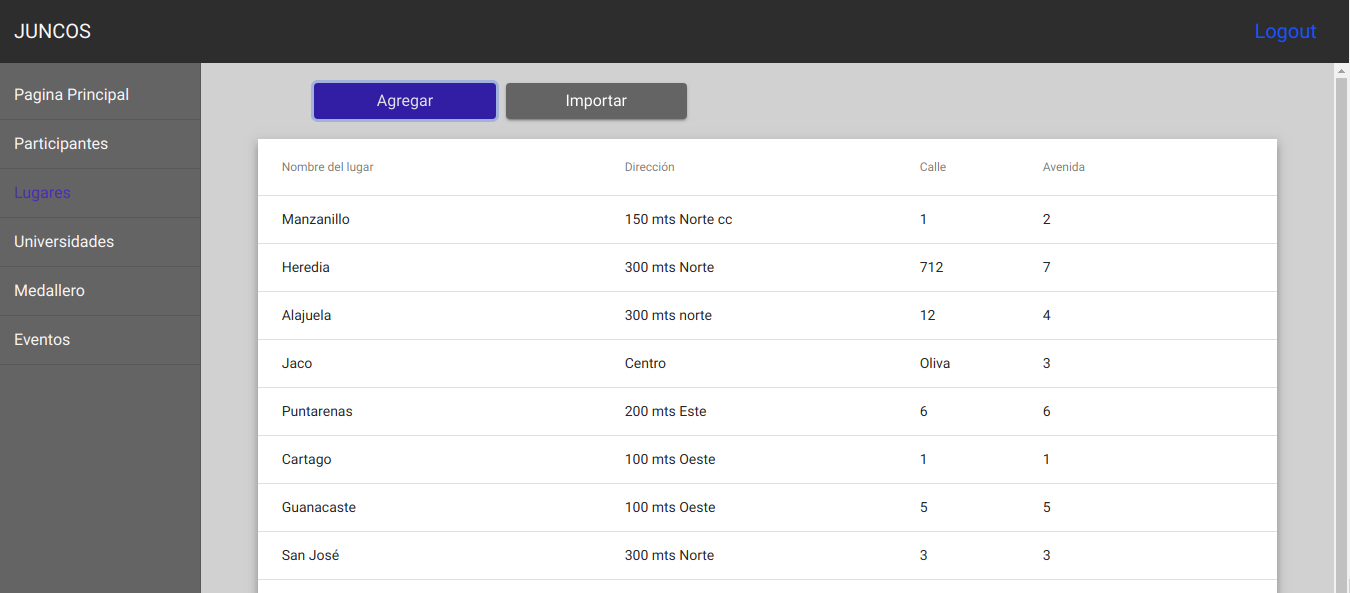 JUNCOS
Logout
Pagina Principal
Participantes
Lugares
Universidades
Medallero
Eventos
Agregar Importar
Nombre del lugar Dirección Calle Avenida
Manzanillo 150 mts Norte cc 1 2
Heredia 300 mts Norte 712 7
Alajuela 300 mts norte 12 4
Jaco Centro Oliva 3
Puntarenas 200 mts Este 6 6
Cartago 100 mts Oeste 1 1
Guanacaste 100 mts Oeste 5 5
San José 300 mts Norte 3 3